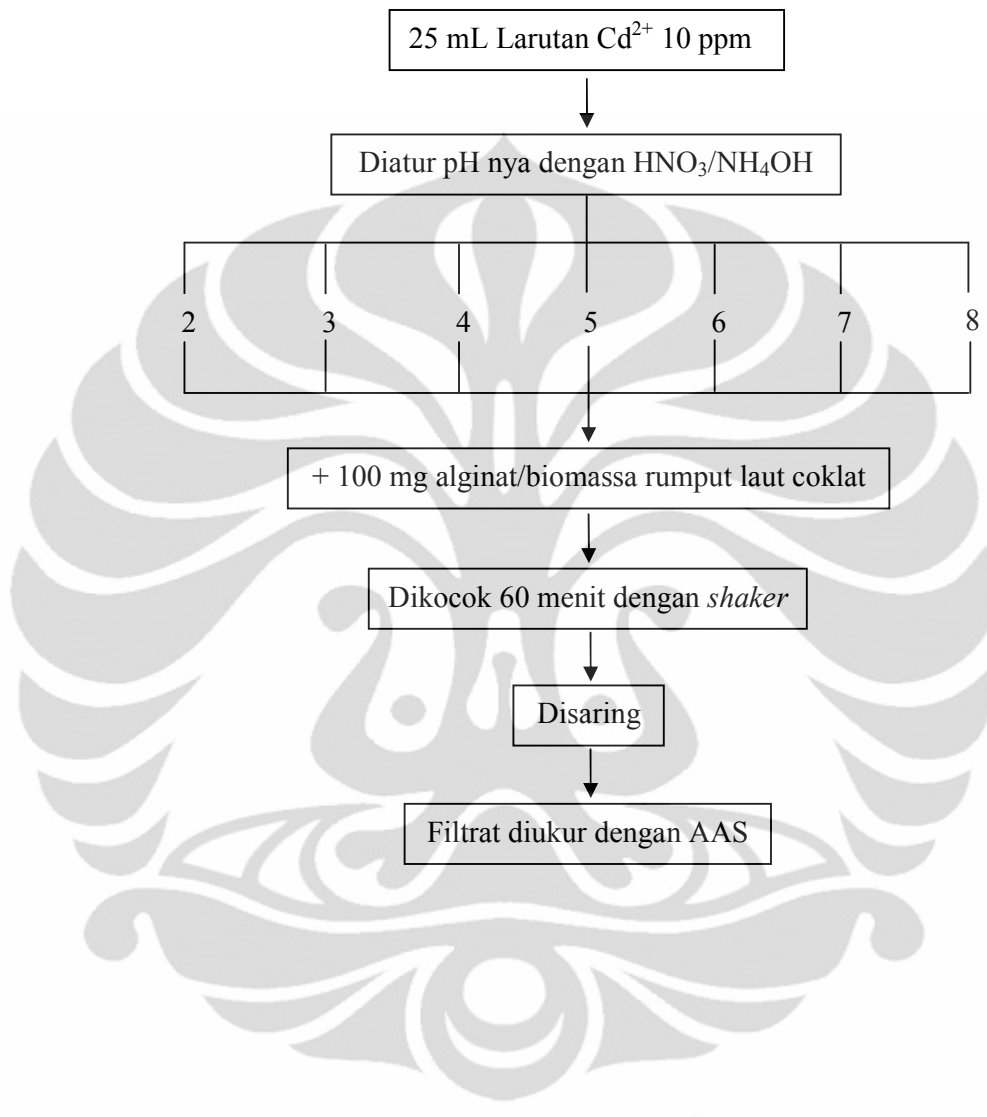 25 mL Larutan Cd²⁺ 10 ppm
Diatur pH nya dengan HNO₃/NH₄OH
2 3 4 5 6 7 8
+ 100 mg alginat/biomassa rumput laut coklat
Dikocok 60 menit dengan shaker
Disaring
Filtrat diukur dengan AAS